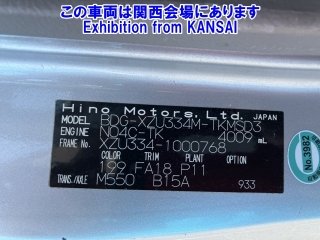 この車両は関西会場にあります
Exhibition from KANSAI
Hino Motors, Ltd. JAPAN
MODEL BDG-XZU334M-TKMSD3
ENGINE N04C-TK 4009 mL
FRAME No. XZU334-1000768
COLOR TRIM PLANT
199 FA18 P11
TRANS./AXLE M550 B15A 933
No.3982